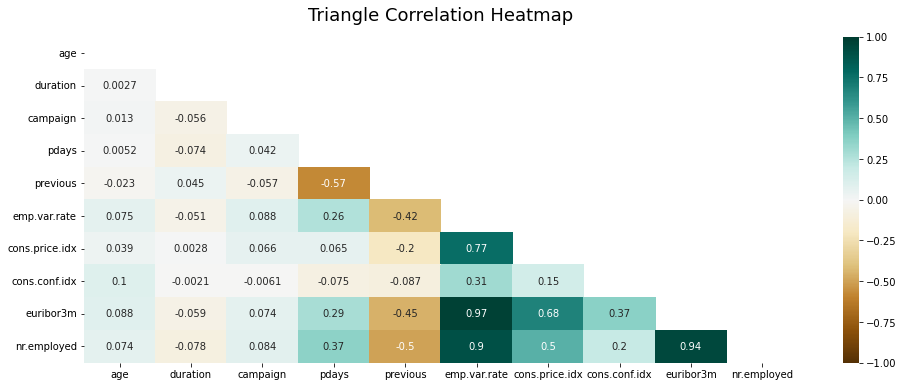 Triangle Correlation Heatmap
age
duration 0.0027
campaign 0.013 -0.056
pdays 0.0052 -0.074 0.042
previous -0.023 0.045 -0.057 -0.57
emp.var.rate 0.075 -0.051 0.088 0.26 -0.42
cons.price.idx 0.039 0.0028 0.066 0.065 -0.2 0.77
cons.conf.idx 0.1 -0.0021 -0.0061 -0.075 -0.087 0.31 0.15
euribor3m 0.088 -0.059 0.074 0.29 -0.45 0.97 0.68 0.37
nr.employed 0.074 -0.078 0.084 0.37 -0.5 0.9 0.5 0.2 0.94
age duration campaign pdays previous emp.var.rate cons.price.idx cons.conf.idx euribor3m nr.employed
1.00
0.75
0.50
0.25
0.00
−0.25
−0.50
−0.75
−1.00